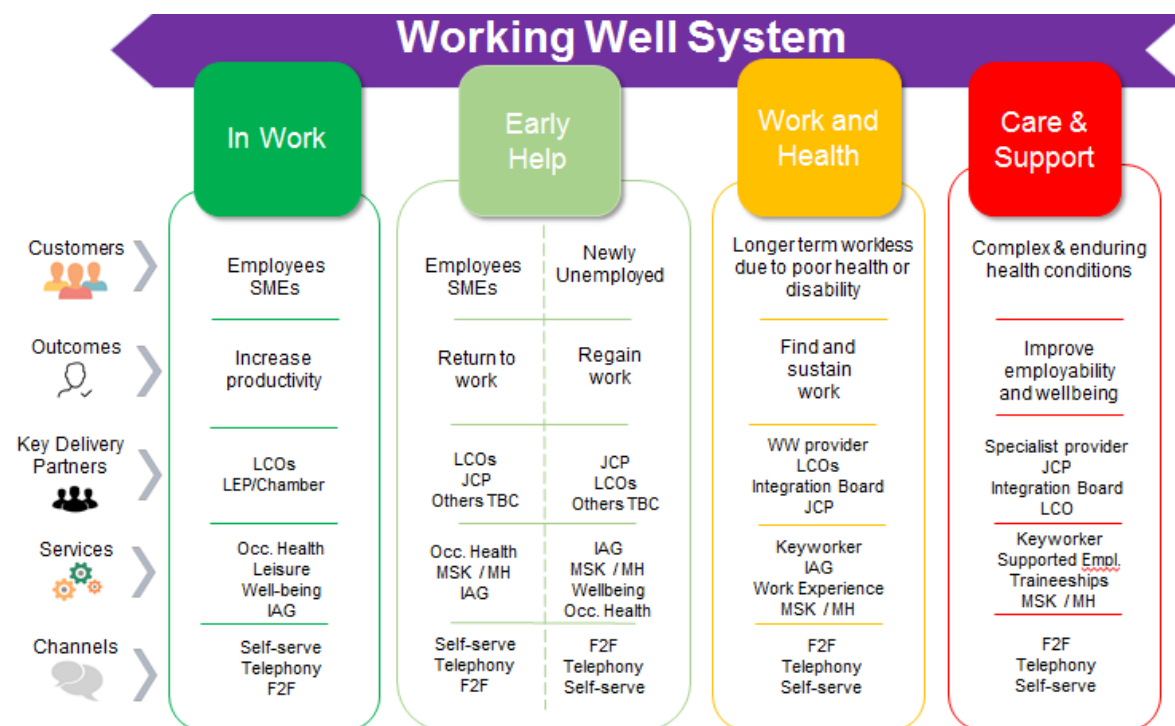 Working Well System
In Work
Early
Help
Work and
Health
Care &
Support
Customers
Employees
SMEs
Employees
SMEs
Newly
Unemployed
Longer term workless
due to poor health or
disability
Complex & enduring
health conditions
Outcomes
Increase
productivity
Return to
work
Regain
work
Find and
sustain
work
Improve
employability
and wellbeing
Key Delivery
Partners
LCOs
LEP/Chamber
LCOs
JCP
Others TBC
JCP
LCOs
Others TBC
WW provider
LCOs
Integration Board
JCP
Specialist provider
JCP
Integration Board
LCO
Services
Occ. Health
Leisure
Well-being
IAG
Occ. Health
MSK / MH
IAG
IAG
MSK / MH
Wellbeing
Occ. Health
Keyworker
IAG
Work Experience
MSK / MH
Keyworker
Supported Empl.
Traineeships
MSK / MH
Channels
Self-serve
Telephony
F2F
Self-serve
Telephony
F2F
F2F
Telephony
Self-serve
F2F
Telephony
Self-serve
F2F
Telephony
Self-serve